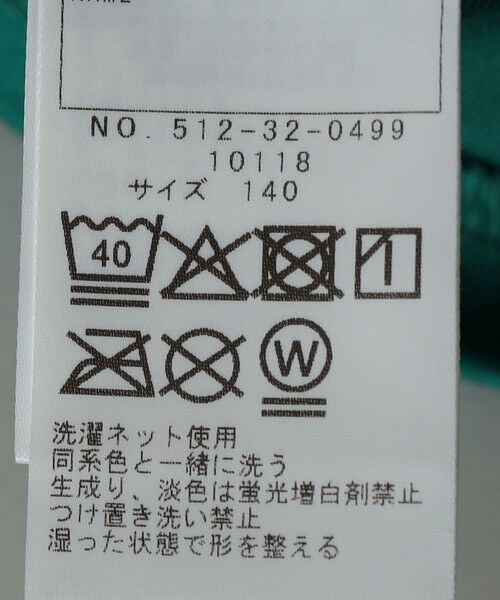 NO. 512-32-0499
10118
サイズ 140
40
W
洗濯ネット使用
同系色と一緒に洗う
生成り、淡色は蛍光増白剤禁止
つけ置き洗い禁止
湿った状態で形を整える